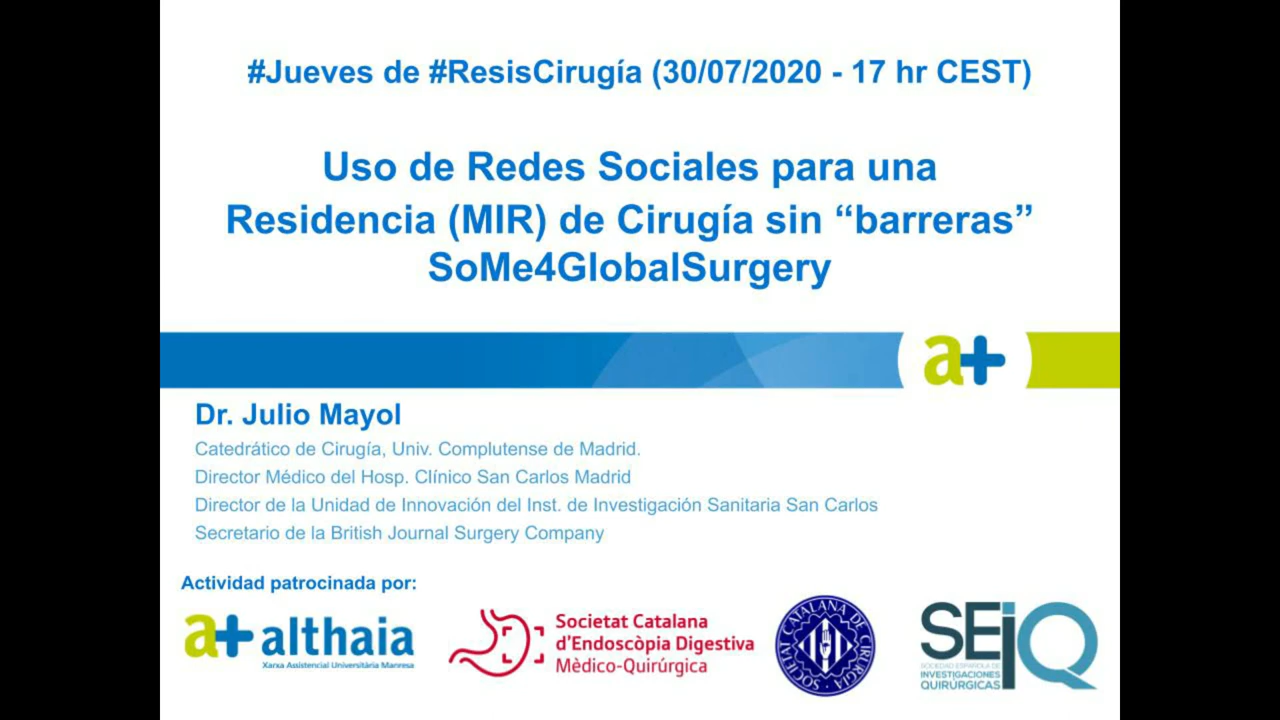 #Jueves de #ResisCirugía (30/07/2020 - 17 hr CEST)
Uso de Redes Sociales para una
Residencia (MIR) de Cirugía sin “barreras”
SoMe4GlobalSurgery
a+
Dr. Julio Mayol
Catedrático de Cirugía, Univ. Complutense de Madrid.
Director Médico del Hosp. Clínico San Carlos Madrid
Director de la Unidad de Innovación del Inst. de Investigación Sanitaria San Carlos
Secretario de la British Journal Surgery Company
Actividad patrocinada por:
a+ althaia
Xarxa Assistencial Universitària Manresa
Societat Catalana
d'Endoscòpia Digestiva
Mèdico-Quirúrgica
SOCIETAT CATALANA DE CIRURGIA
SEIQ
SOCIEDAD ESPAÑOLA DE
INVESTIGACIONES
QUIRÚRGICAS